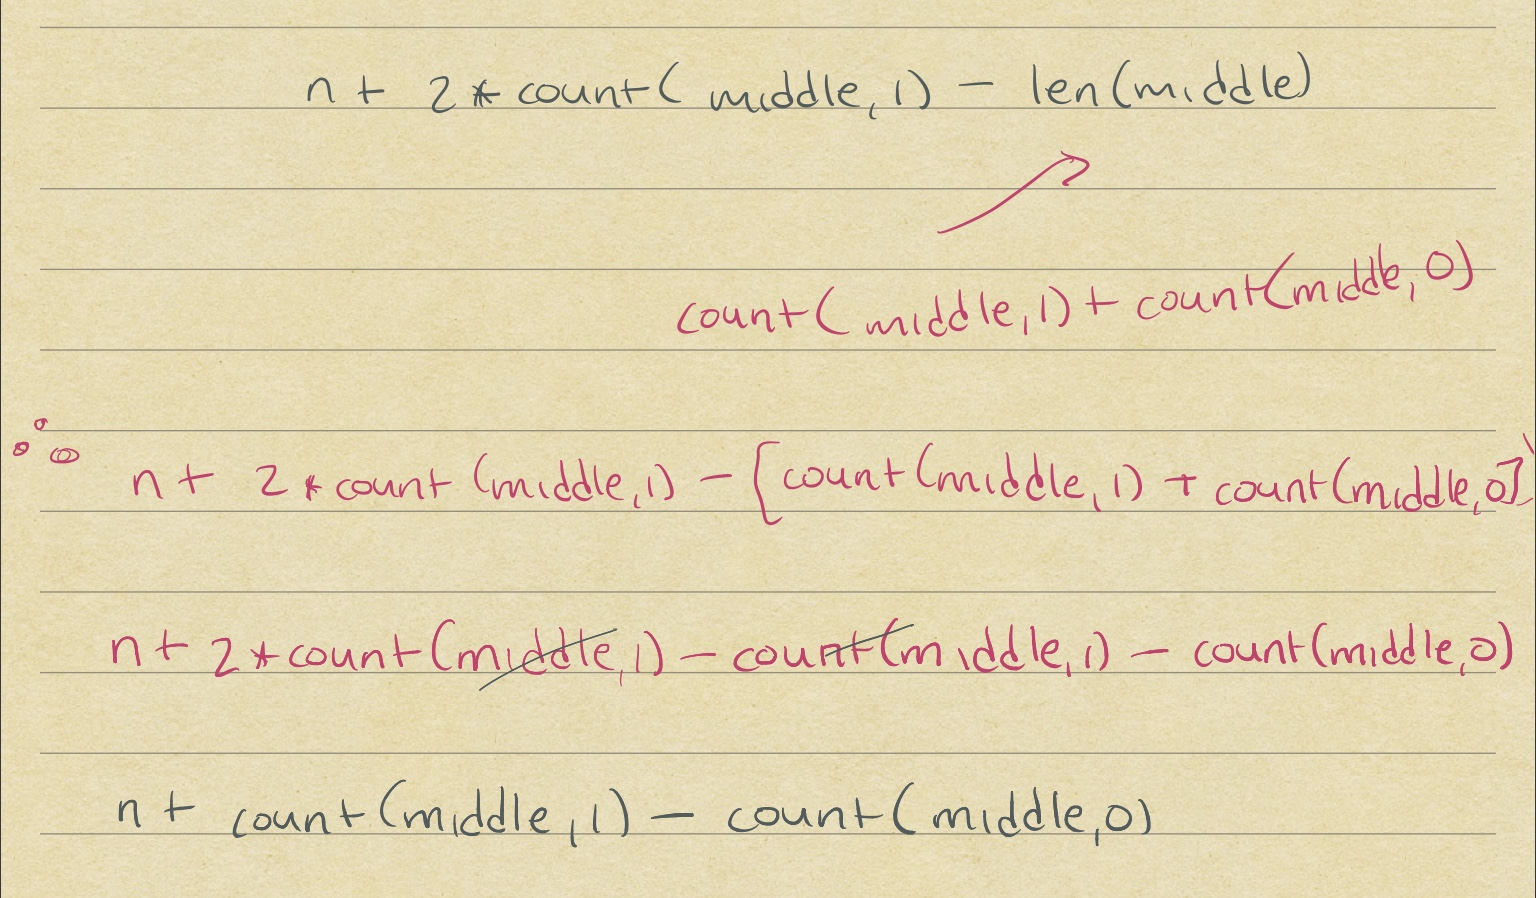 n + 2*count( middle, 1) - len(middle)
count( middle, 1) + count(middle, 0)
n + 2*count (middle, 1) - [count(middle, 1) + count(middle, 0])
n + 2*count(middle, 1) - count(middle, 1) - count(middle, 0)
n + count(middle, 1) - count( middle, 0)